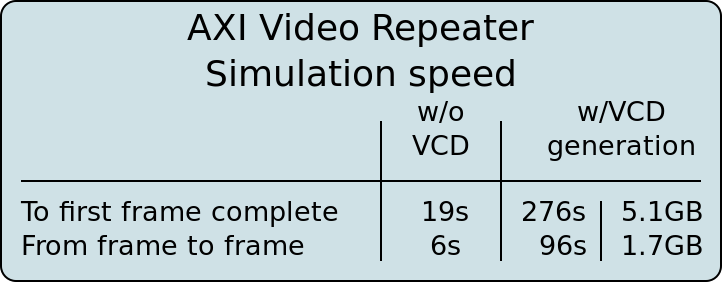 AXI Video Repeater
Simulation speed
w/o w/VCD
VCD generation
To first frame complete 19s 276s 5.1GB
From frame to frame 6s 96s 1.7GB